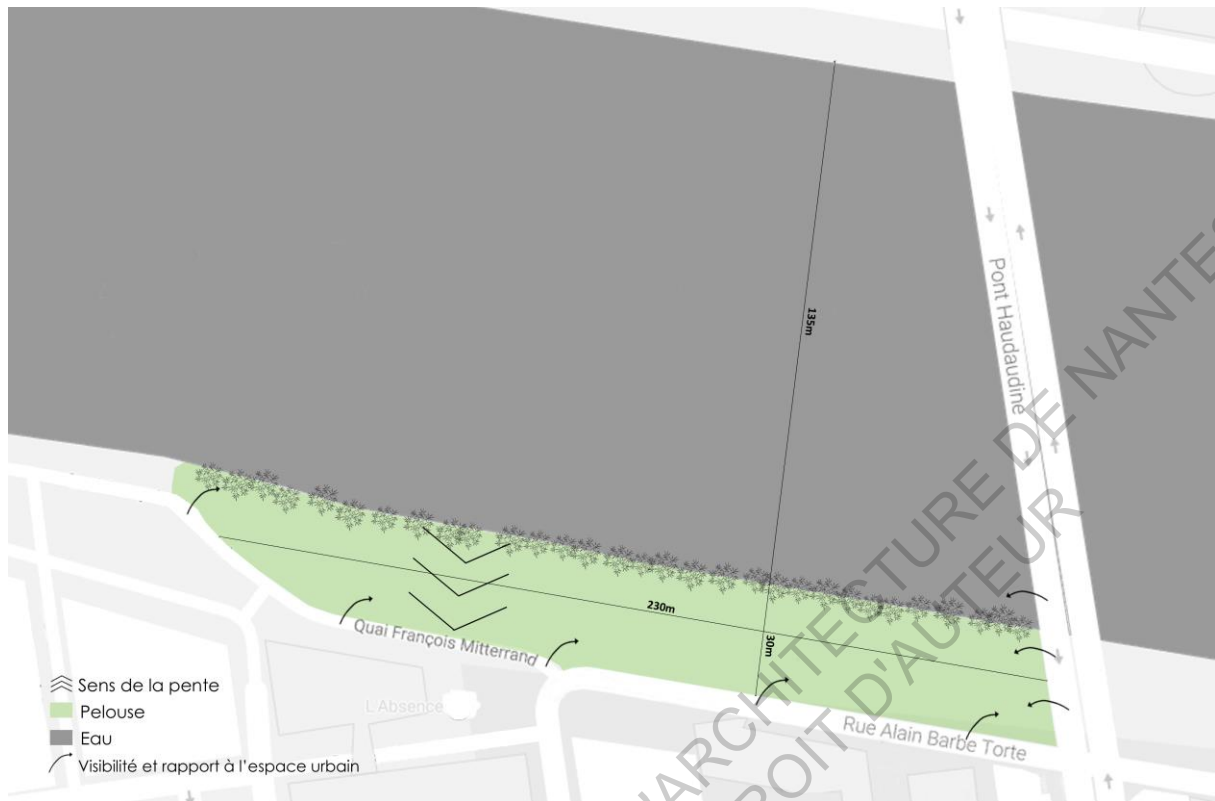 135m
Pont Haudaudine
230m
30m
Quai François Mitterrand
L'Absence
Rue Alain Barbe Torte
Sens de la pente
Pelouse
Eau
Visibilité et rapport à l'espace urbain
ARCHITECTURE DE NANTES
DROIT D'AUTEUR